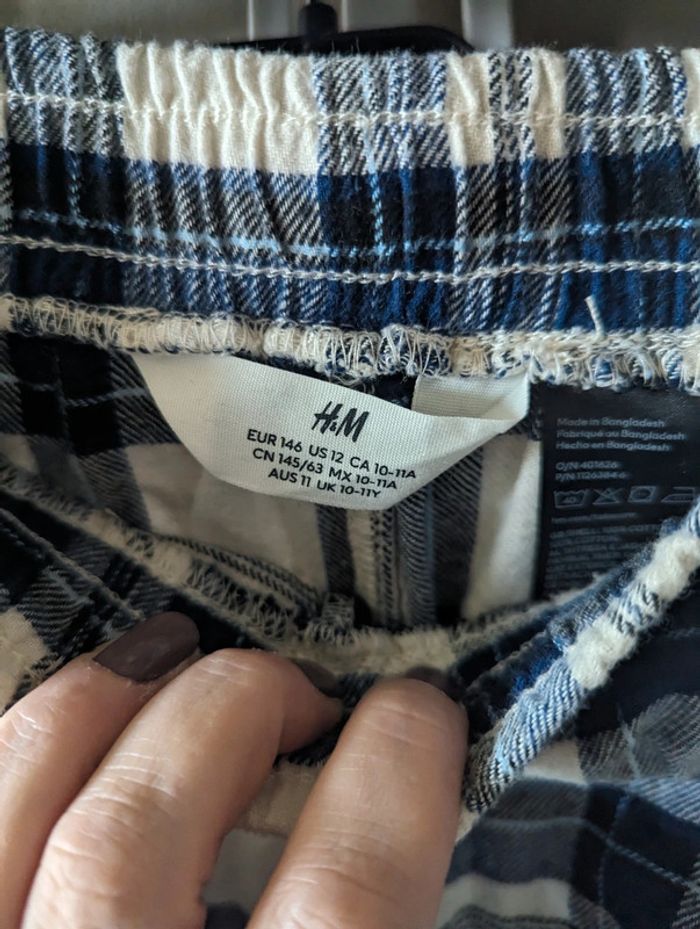 H&M
EUR 146 US 12 CA 10-11A
CN 145/63 MX 10-11A
AUS 11 UK 10-11Y
Made in Bangladesh
Fabriqué au Bangladesh
Hecho en Bangladesh
O/N 401626